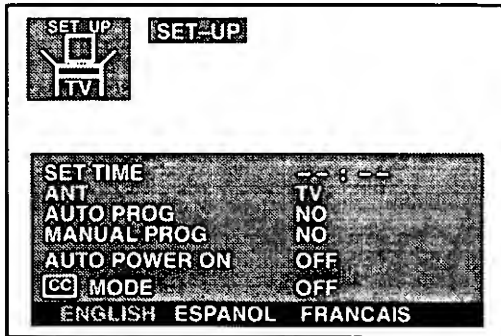 SET UP
TV
SET-UP
SET TIME --:--
ANT TV
AUTO PROG NO
MANUAL PROG NO
AUTO POWER ON OFF
CC MODE OFF
ENGLISH ESPANOL FRANCAIS